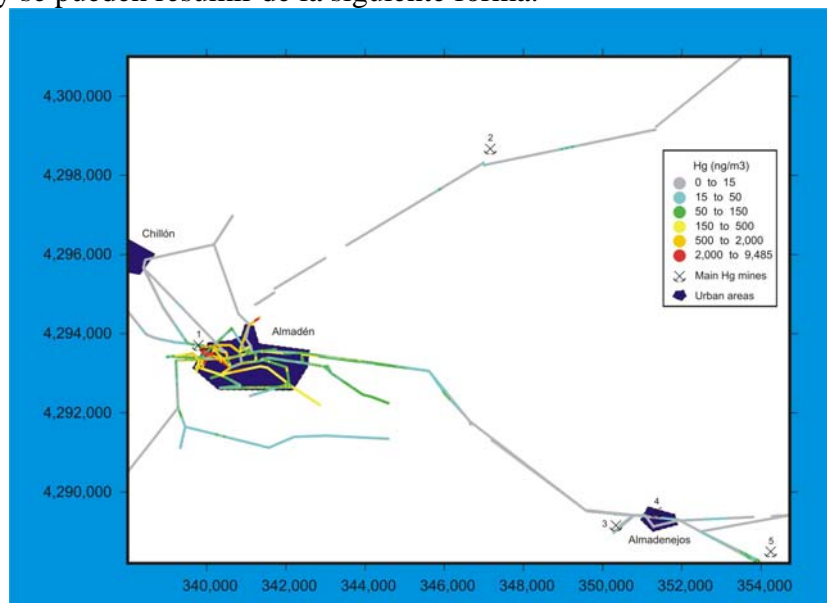 y se pueden resumir de la siguiente forma:
4,300,000
2
Hg (ng/m3)
0 to 15
4,298,000
15 to 50
50 to 150
150 to 500
Chillón
500 to 2,000
4,296,000
2,000 to 9,485
Main Hg mines
Urban areas
1
Almadén
4,294,000
4,292,000
4,290,000
4
3
Almadenejos
5
340,000 342,000 344,000 346,000 348,000 350,000 352,000 354,000